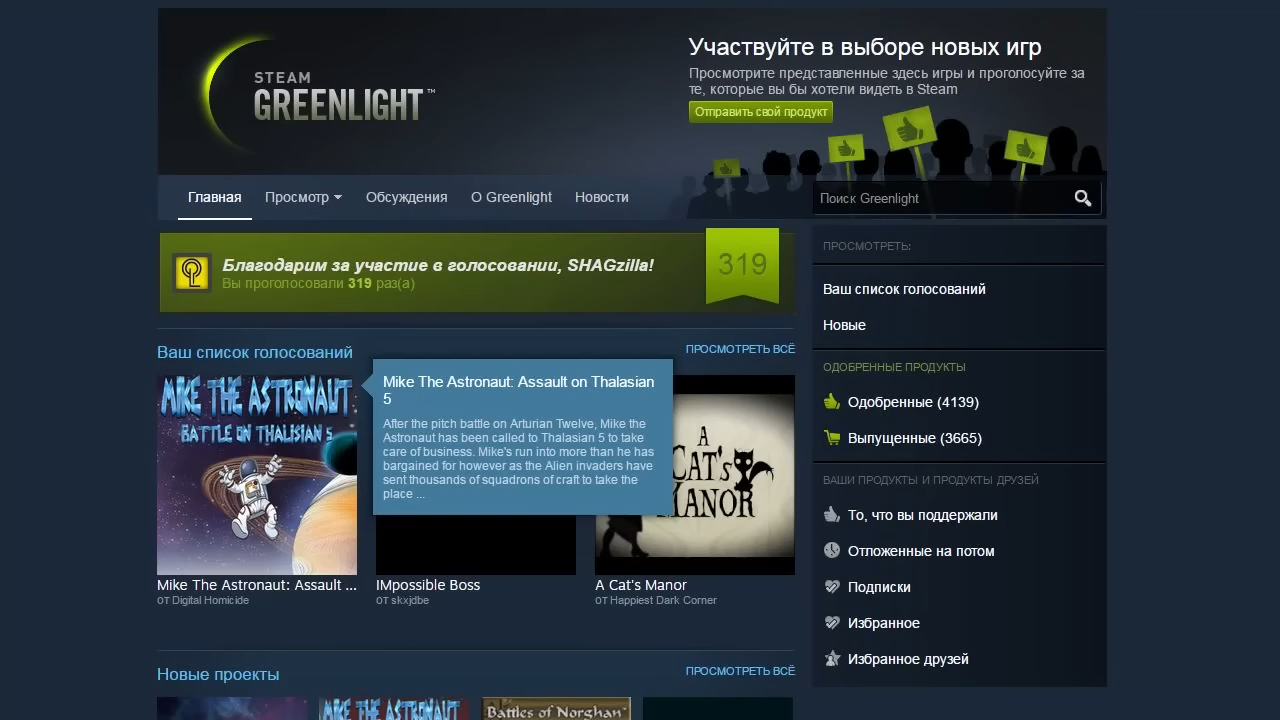 STEAM
GREENLIGHT™
Участвуйте в выборе новых игр
Просмотрите представленные здесь игры и проголосуйте за
те, которые вы бы хотели видеть в Steam
Отправить свой продукт
Главная
Просмотр
Обсуждения
О Greenlight
Новости
Поиск Greenlight
Благодарим за участие в голосовании, SHAGzilla!
Вы проголосовали 319 раз(а)
319
Ваш список голосований
ПРОСМОТРЕТЬ ВСЁ
MIKE THE ASTRONAUT
BATTLE ON THALISIAN 5
Mike The Astronaut: Assault on Thalasian
5
After the pitch battle on Arturian Twelve, Mike the
Astronaut has been called to Thalasian 5 to take
care of business. Mike's run into more than he has
bargained for however as the Alien invaders have
sent thousands of squadrons of craft to take the
place ...
A
CAT'S
MANOR
Mike The Astronaut: Assault ...
от Digital Homicide
IMpossible Boss
от skxjdbe
A Cat's Manor
от Happiest Dark Corner
Новые проекты
ПРОСМОТРЕТЬ ВСЁ
MIKE THE ASTRONAUT
Battles of Norghan™
ПРОСМОТРЕТЬ:
Ваш список голосований
Новые
ОДОБРЕННЫЕ ПРОДУКТЫ
Одобренные (4139)
Выпущенные (3665)
ВАШИ ПРОДУКТЫ И ПРОДУКТЫ ДРУЗЕЙ
То, что вы поддержали
Отложенные на потом
Подписки
Избранное
Избранное друзей